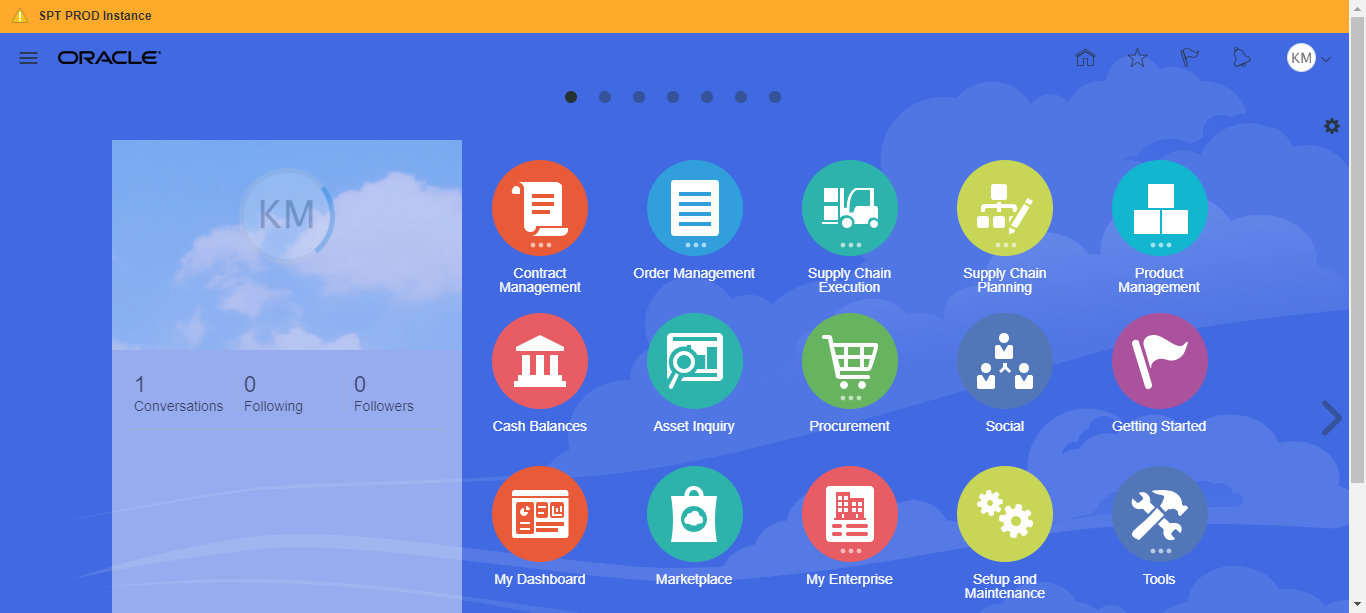 SPT PROD Instance
ORACLE
KM
KM
1
Conversations
0
Following
0
Followers
Contract
Management
Order Management
Supply Chain
Execution
Supply Chain
Planning
Product
Management
Cash Balances
Asset Inquiry
Procurement
Social
Getting Started
My Dashboard
Marketplace
My Enterprise
Setup and
Maintenance
Tools